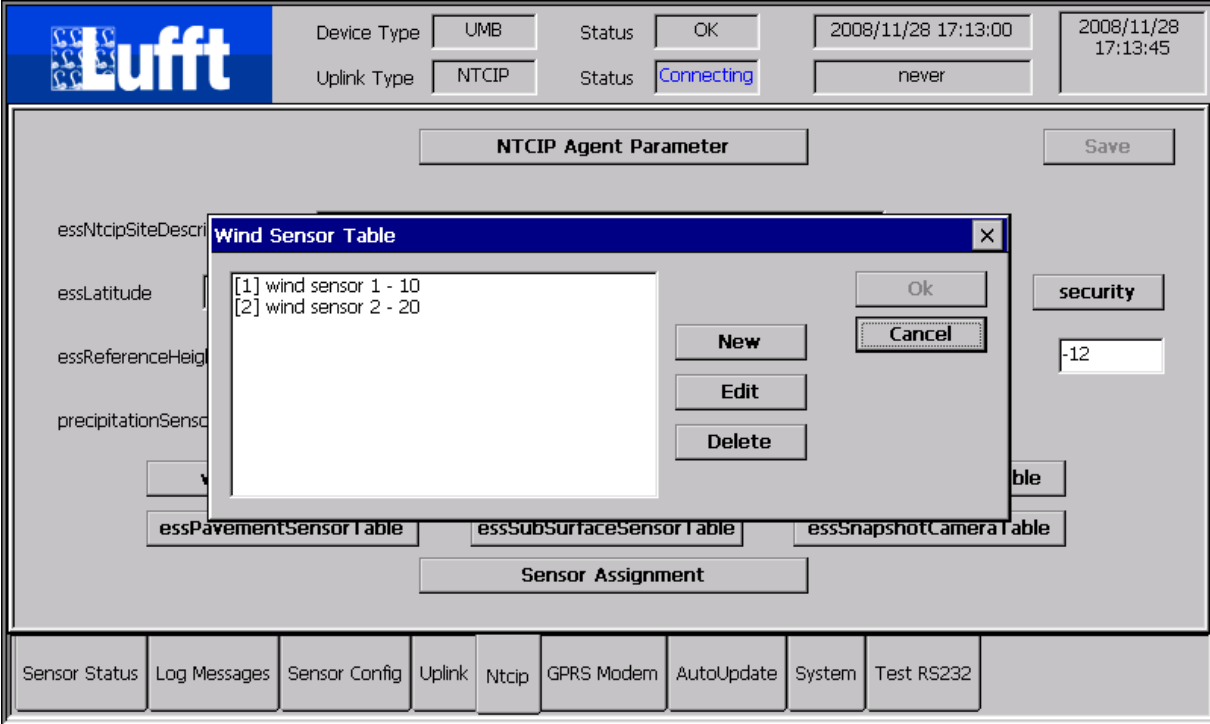 Lufft
Device Type UMB Status OK 2008/11/28 17:13:00 2008/11/28
17:13:45
Uplink Type NTCIP Status Connecting never
NTCIP Agent Parameter Save
essNtcipSiteDescri
Wind Sensor Table
[1] wind sensor 1 - 10
[2] wind sensor 2 - 20
Ok
essLatitude security
Cancel
New
essReferenceHeig -12
Edit
precipitationSenso
Delete
ble
essPavementSensorTable essSubSurfaceSensorTable essSnapshotCameraTable
Sensor Assignment
Sensor Status Log Messages Sensor Config Uplink Ntcip GPRS Modem AutoUpdate System Test RS232